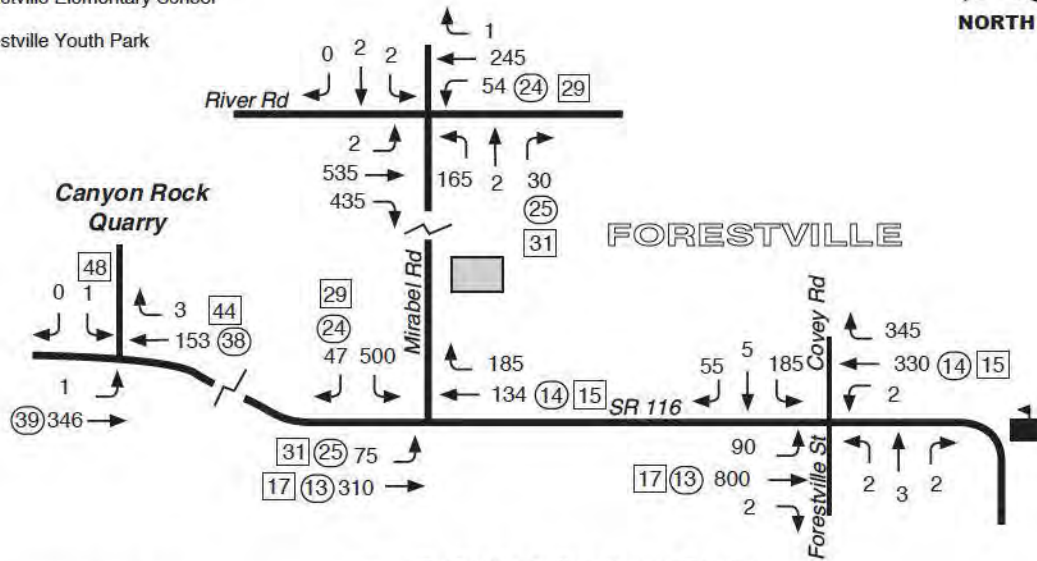 stville Elementary School
stville Youth Park
NORTH
1
0 2 2
245
54 24 29
River Rd
2
535
435
165 2 30
25
31
Canyon Rock
Quarry
FORESTVILLE
48
0 1
3 44
153 38
1
39 346
29
24
47 500
Mirabel Rd
185
134 14 15
SR 116
31 25 75
17 13 310
Covey Rd
345
55 5 185
330 14 15
2
90
17 13 800
2
2 3 2
Forestville St